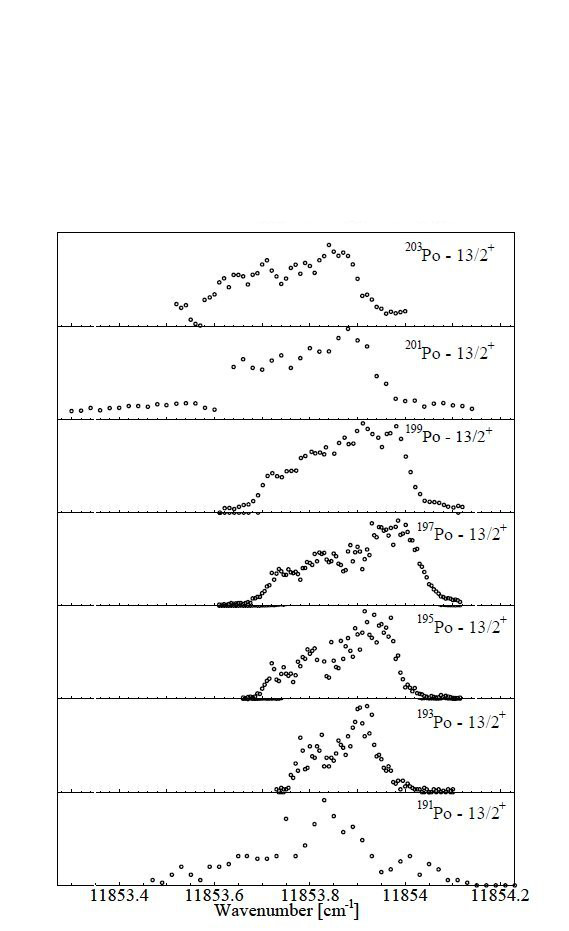 ²⁰³Po - 13/2⁺
²⁰¹Po - 13/2⁺
¹⁹⁹Po - 13/2⁺
¹⁹⁷Po - 13/2⁺
¹⁹⁵Po - 13/2⁺
¹⁹³Po - 13/2⁺
¹⁹¹Po - 13/2⁺
11853.4 11853.6 11853.8 11854 11854.2
Wavenumber [cm⁻¹]